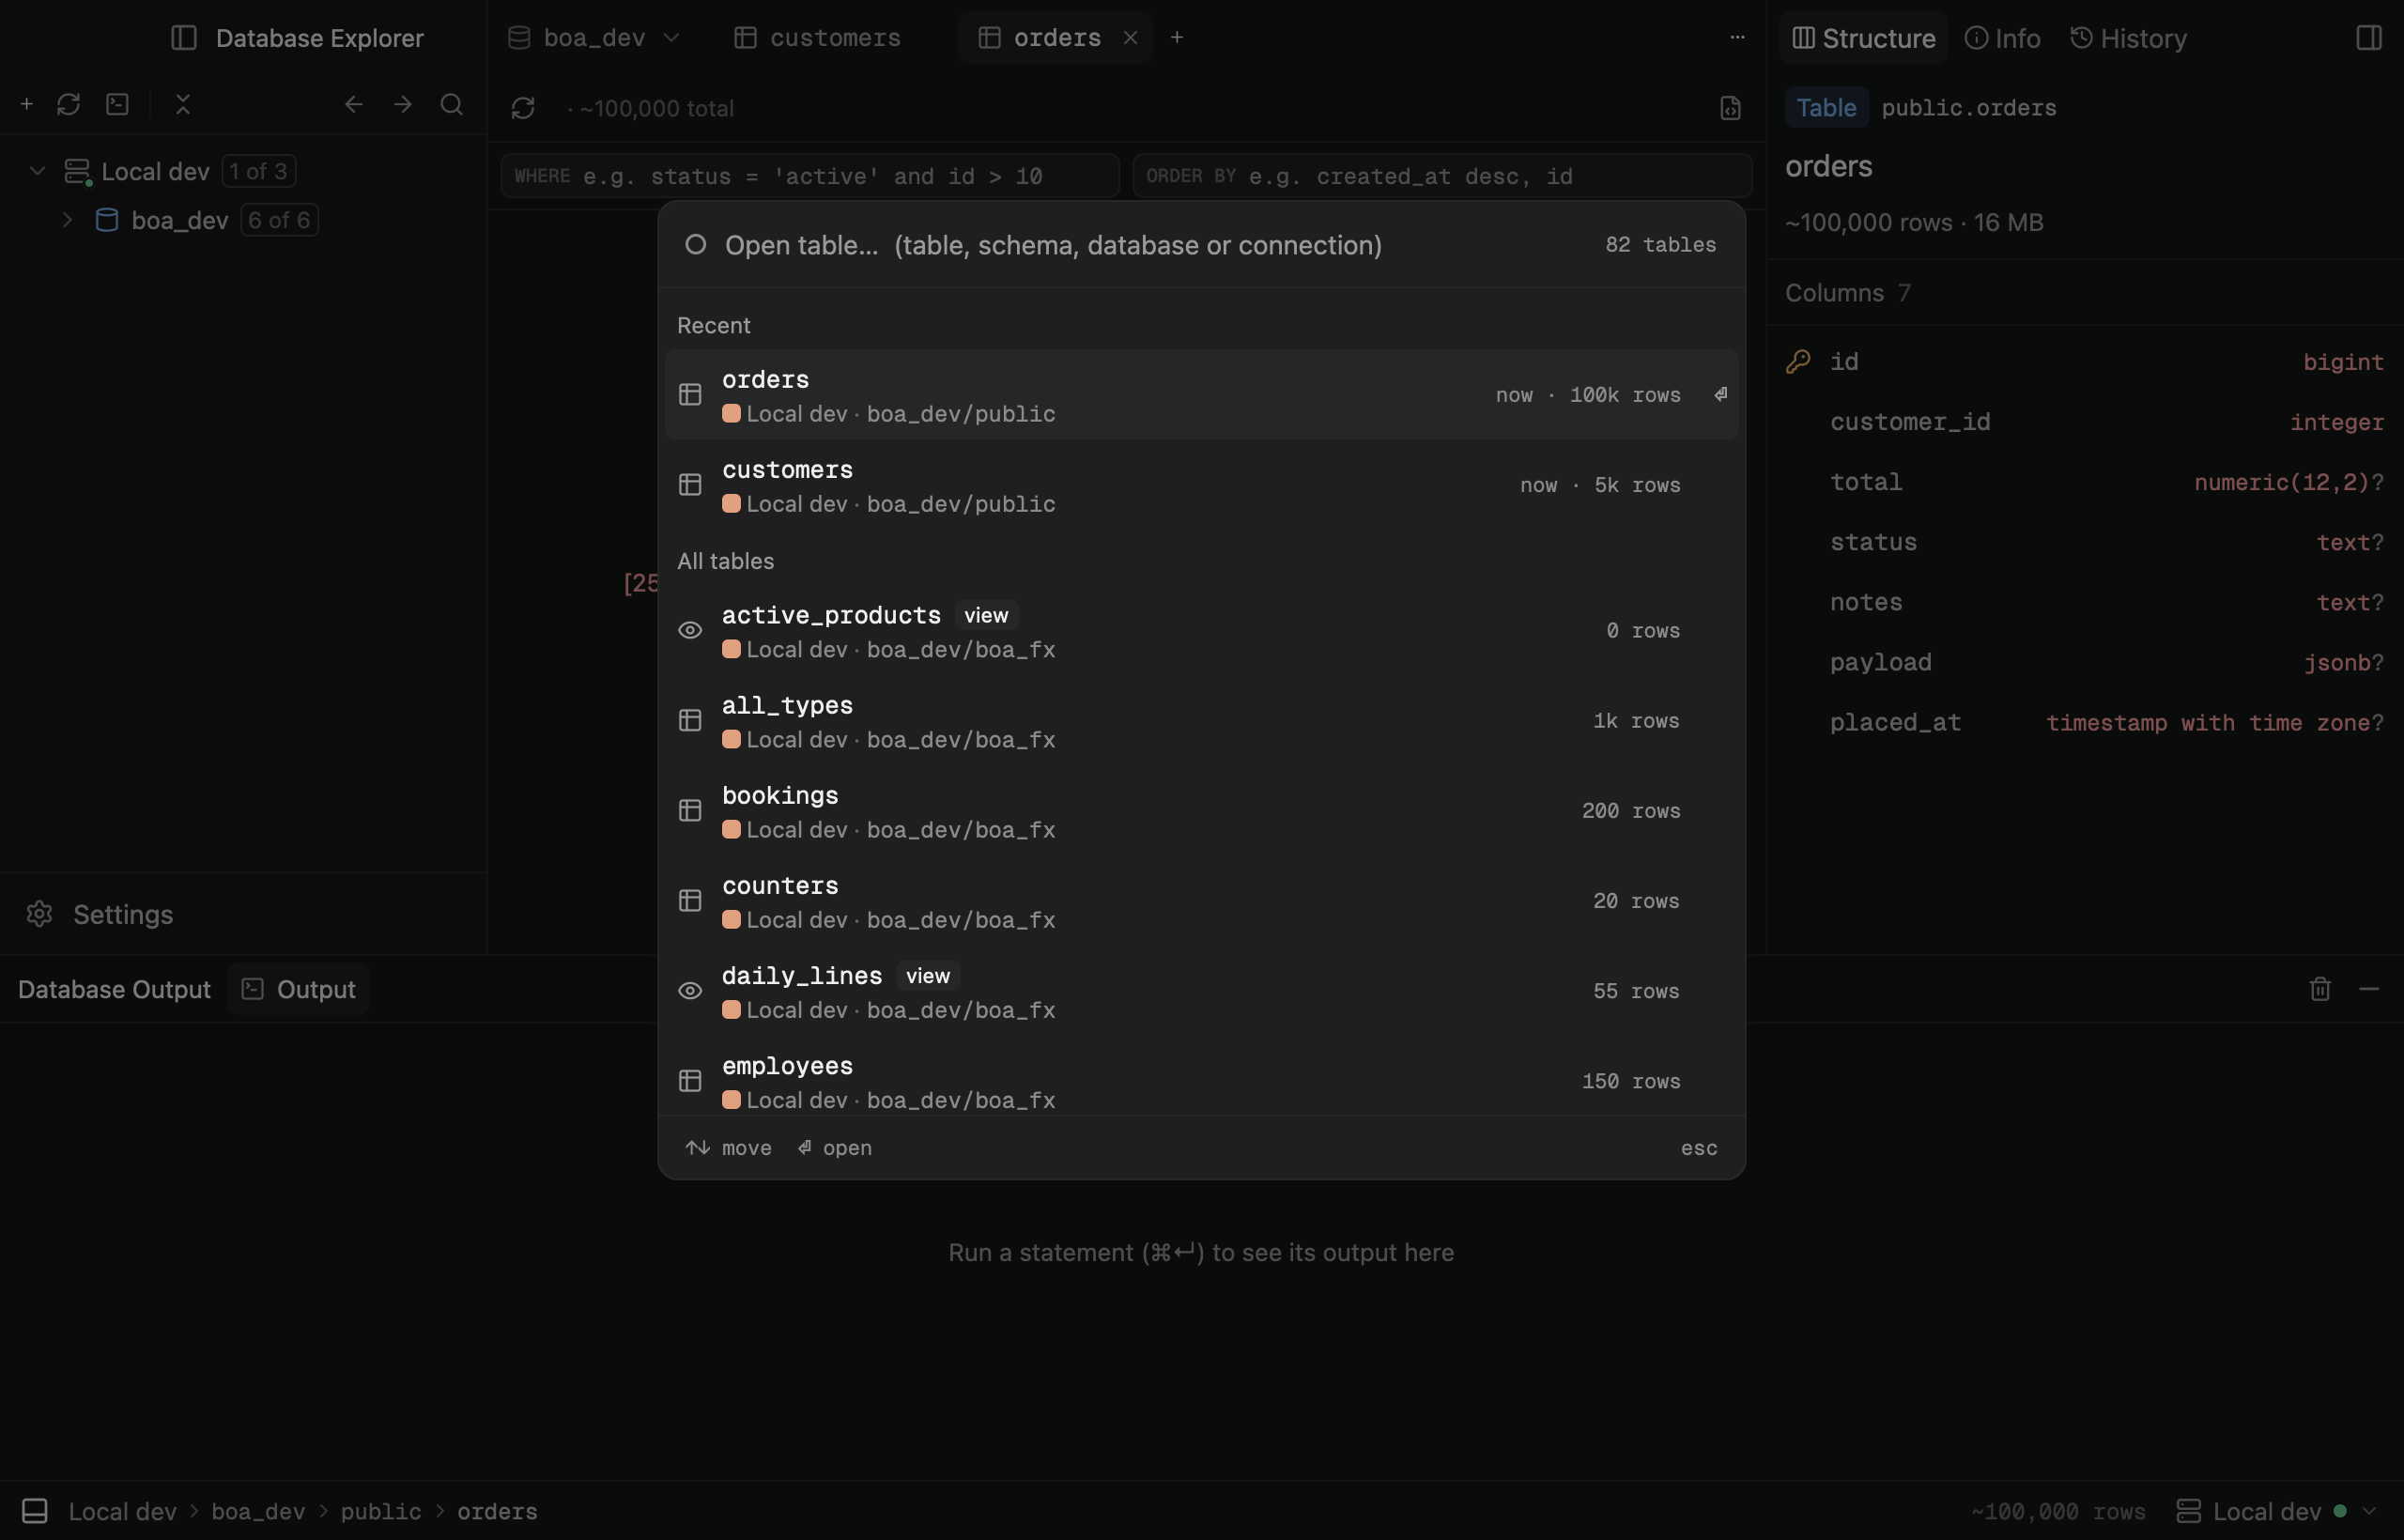 Database Explorer
boa_dev
customers
orders
Structure
Info
History
· ~100,000 total
Table public.orders
Local dev 1 of 3
boa_dev 6 of 6
WHERE e.g. status = 'active' and id > 10
ORDER BY e.g. created_at desc, id
orders
~100,000 rows · 16 MB
Columns 7
id bigint
customer_id integer
total numeric(12,2)?
status text?
notes text?
payload jsonb?
placed_at timestamp with time zone?
Open table... (table, schema, database or connection) 82 tables
Recent
orders
Local dev · boa_dev/public
now · 100k rows
customers
Local dev · boa_dev/public
now · 5k rows
All tables
[25
active_products view
Local dev · boa_dev/boa_fx
0 rows
all_types
Local dev · boa_dev/boa_fx
1k rows
bookings
Local dev · boa_dev/boa_fx
200 rows
counters
Local dev · boa_dev/boa_fx
20 rows
daily_lines view
Local dev · boa_dev/boa_fx
55 rows
employees
Local dev · boa_dev/boa_fx
150 rows
↑↓ move ⏎ open esc
Settings
Database Output
Output
Run a statement (⌘↵) to see its output here
Local dev > boa_dev > public > orders
~100,000 rows
Local dev